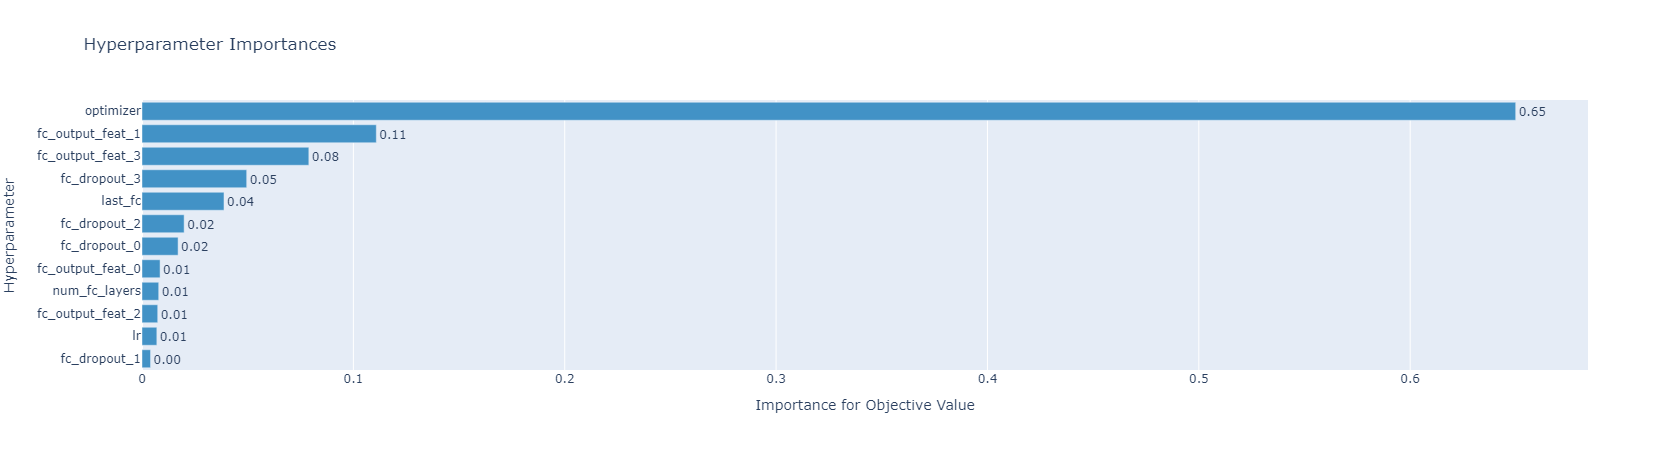 Hyperparameter Importances
Hyperparameter
optimizer 0.65
fc_output_feat_1 0.11
fc_output_feat_3 0.08
fc_dropout_3 0.05
last_fc 0.04
fc_dropout_2 0.02
fc_dropout_0 0.02
fc_output_feat_0 0.01
num_fc_layers 0.01
fc_output_feat_2 0.01
lr 0.01
fc_dropout_1 0.00
0 0.1 0.2 0.3 0.4 0.5 0.6
Importance for Objective Value